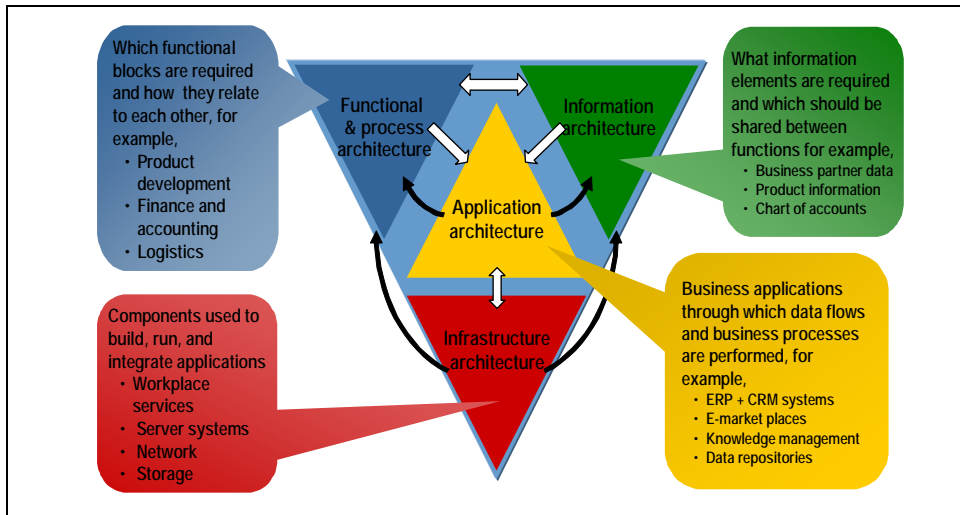 Which functional
blocks are required
and how they relate
to each other, for
example,
• Product
development
• Finance and
accounting
• Logistics
Functional
& process
architecture
Information
architecture
What information
elements are required
and which should be
shared between
functions for example,
• Business partner data
• Product information
• Chart of accounts
Application
architecture
Components used to
build, run, and
integrate applications
• Workplace
services
• Server systems
• Network
• Storage
Infrastructure
architecture
Business applications
through which data flows
and business processes
are performed, for
example,
• ERP + CRM systems
• E-market places
• Knowledge management
• Data repositories